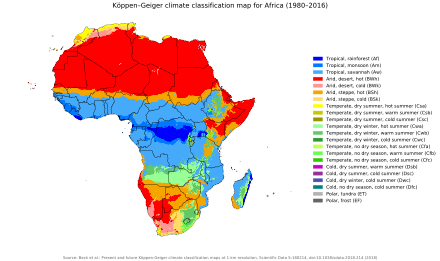 Köppen-Geiger climate classification map for Africa (1980–2016)
Tropical, rainforest (Af)
Tropical, monsoon (Am)
Tropical, savannah (Aw)
Arid, desert, hot (BWh)
Arid, desert, cold (BWk)
Arid, steppe, hot (BSh)
Arid, steppe, cold (BSk)
Temperate, dry summer, hot summer (Csa)
Temperate, dry summer, warm summer (Csb)
Temperate, dry summer, cold summer (Csc)
Temperate, dry winter, hot summer (Cwa)
Temperate, dry winter, warm summer (Cwb)
Temperate, dry winter, cold summer (Cwc)
Temperate, no dry season, hot summer (Cfa)
Temperate, no dry season, warm summer (Cfb)
Temperate, no dry season, cold summer (Cfc)
Cold, dry summer, warm summer (Dsb)
Cold, dry summer, cold summer (Dsc)
Cold, dry winter, cold summer (Dwc)
Cold, no dry season, cold summer (Dfc)
Polar, tundra (ET)
Polar, frost (EF)
Source: Beck et al.: Present and future Köppen-Geiger climate classification maps at 1-km resolution, Scientific Data 5:180214, doi:10.1038/sdata.2018.214 (2018)